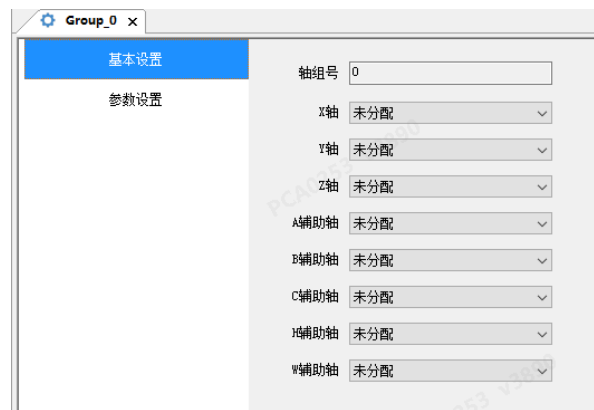 Group_0 x
基本设置
参数设置
轴组号 0
X轴 未分配
Y轴 未分配
Z轴 未分配
A辅助轴 未分配
B辅助轴 未分配
C辅助轴 未分配
H辅助轴 未分配
W辅助轴 未分配